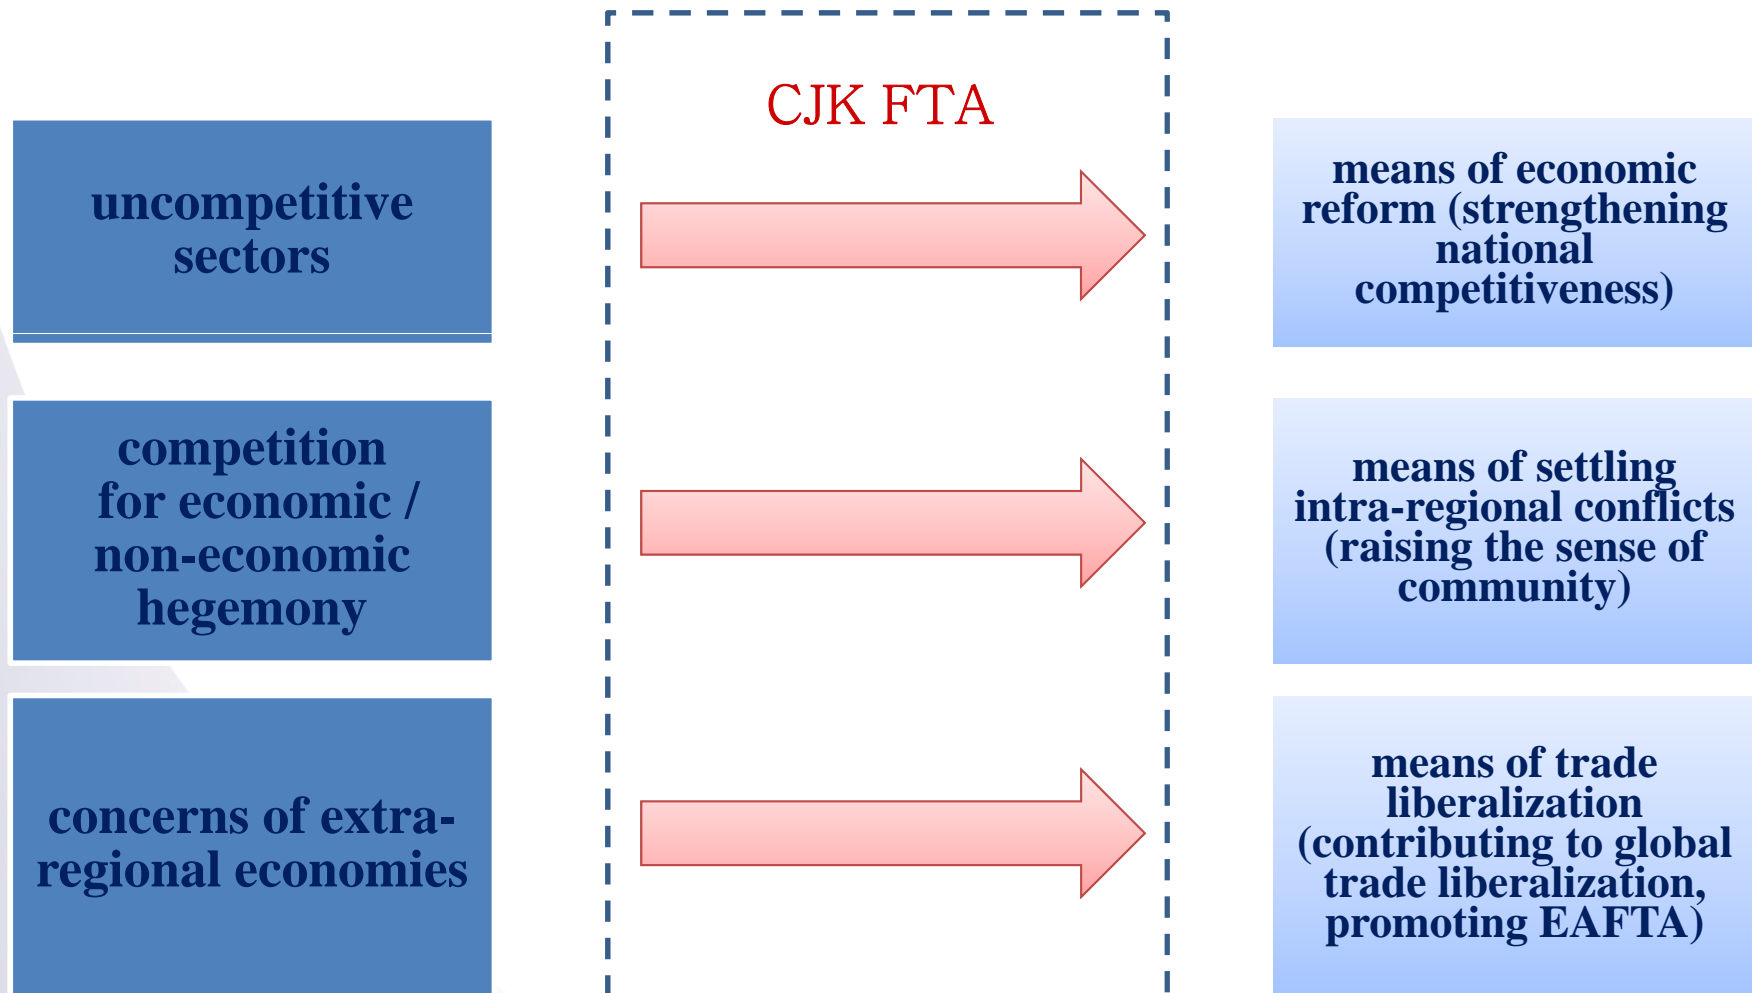 CJK FTA
uncompetitive
sectors
means of economic
reform (strengthening
national
competitiveness)
competition
for economic /
non-economic
hegemony
means of settling
intra-regional conflicts
(raising the sense of
community)
concerns of extra-
regional economies
means of trade
liberalization
(contributing to global
trade liberalization,
promoting EAFTA)